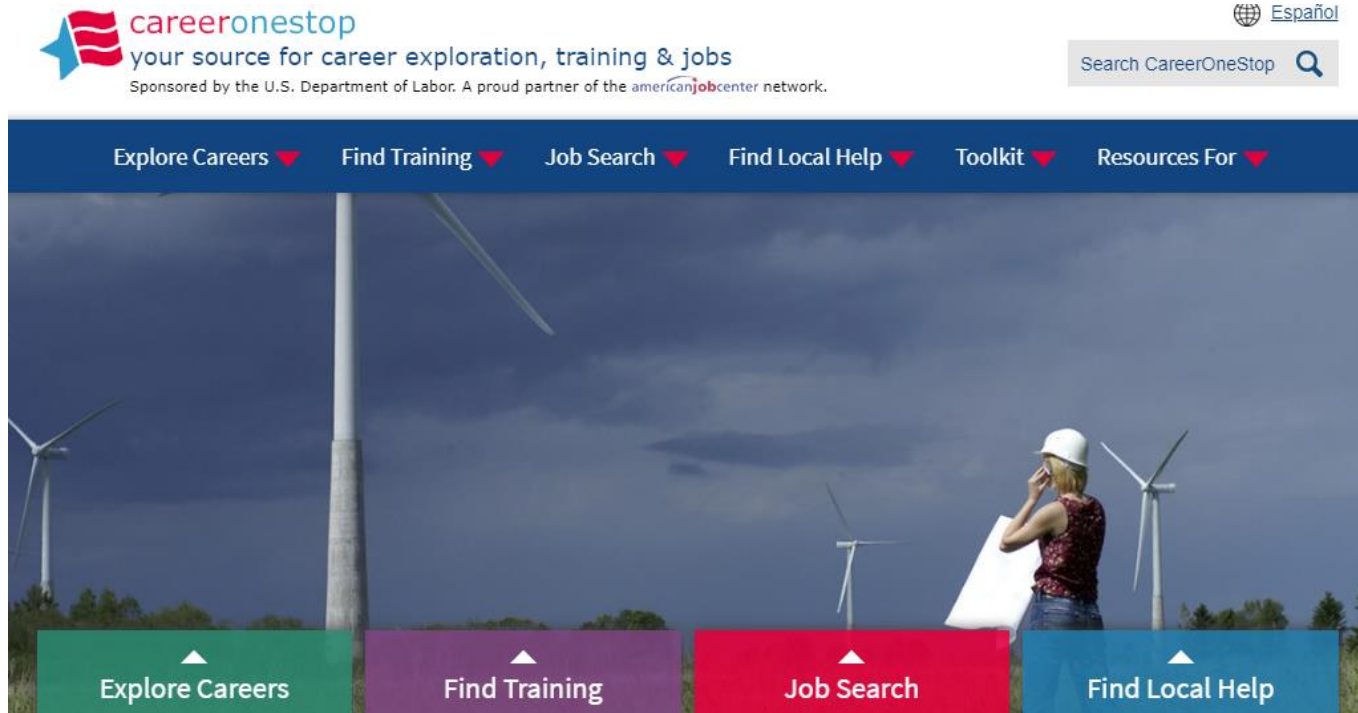 careeronestop
Español
your source for career exploration, training & jobs
Search CareerOneStop
Sponsored by the U.S. Department of Labor. A proud partner of the americanjobcenter network.
Explore Careers
Find Training
Job Search
Find Local Help
Toolkit
Resources For
Explore Careers
Find Training
Job Search
Find Local Help